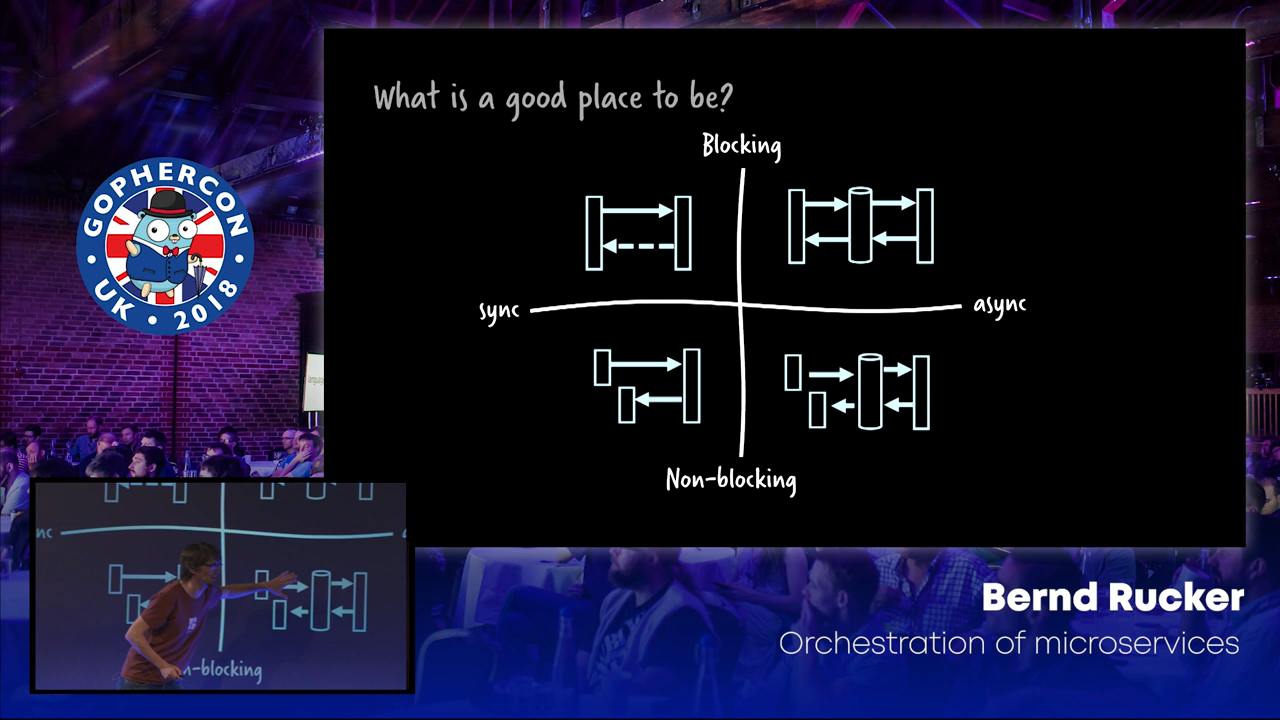 GOPHERCON
UK • 2018
What is a good place to be?
Blocking
sync
async
Non-blocking
nc
n-blocking
Bernd Rucker
Orchestration of microservices